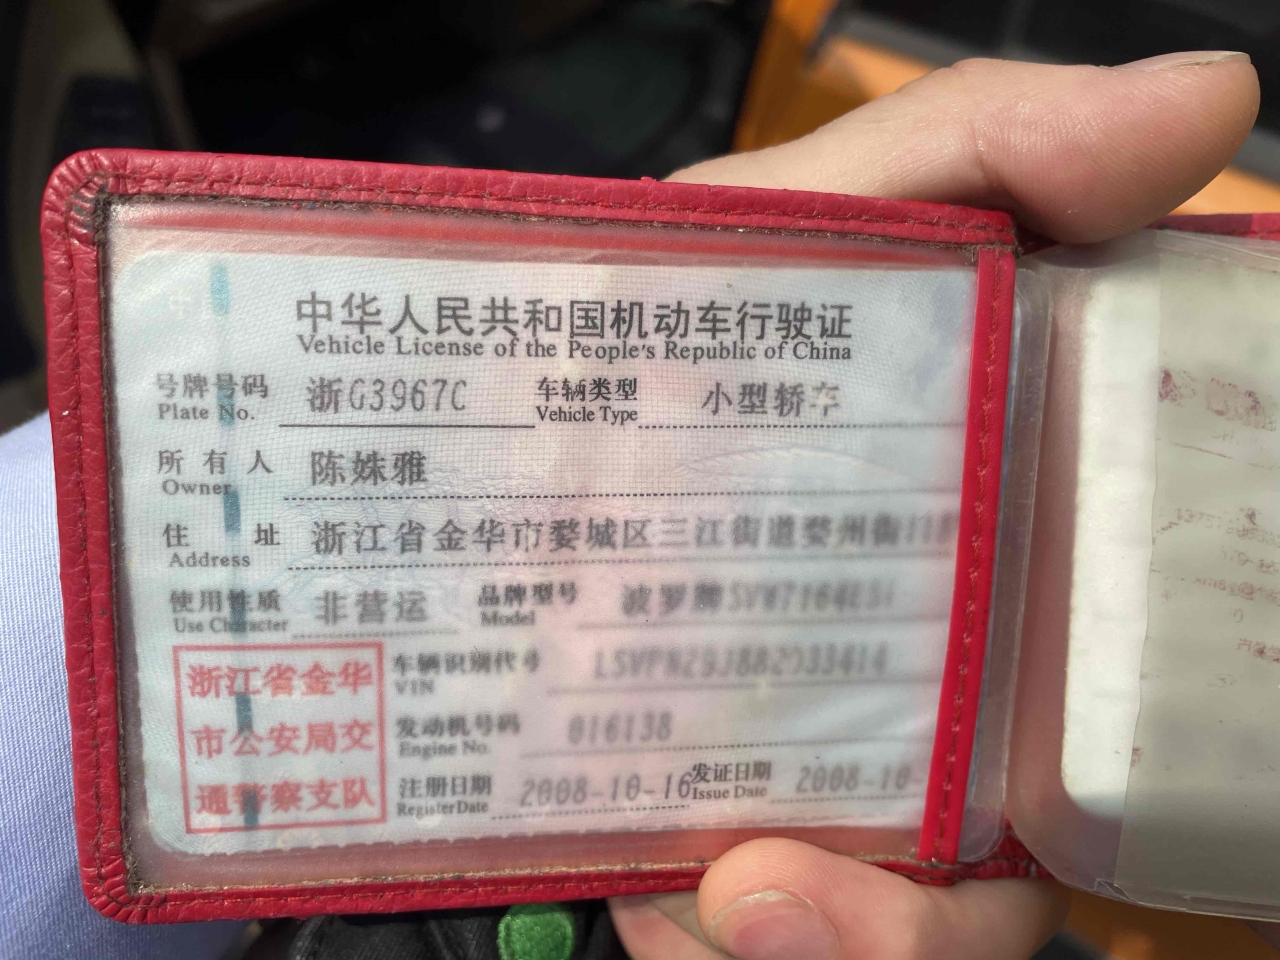 中华人民共和国机动车行驶证
Vehicle License of the People's Republic of China
号牌号码 浙G3967C 车辆类型 小型轿车
Plate No. Vehicle Type
所有人 陈姝雅
Owner
住址 浙江省金华市婺城区三江街道婺州街
Address
使用性质 非营运 品牌型号 波罗牌
Use Character Model
浙江省金华
市公安局交
通警察支队
车辆识别代号
VIN
发动机号码 016138
Engine No.
注册日期 2008-10-16 发证日期 2008-10-
Register Date Issue Date